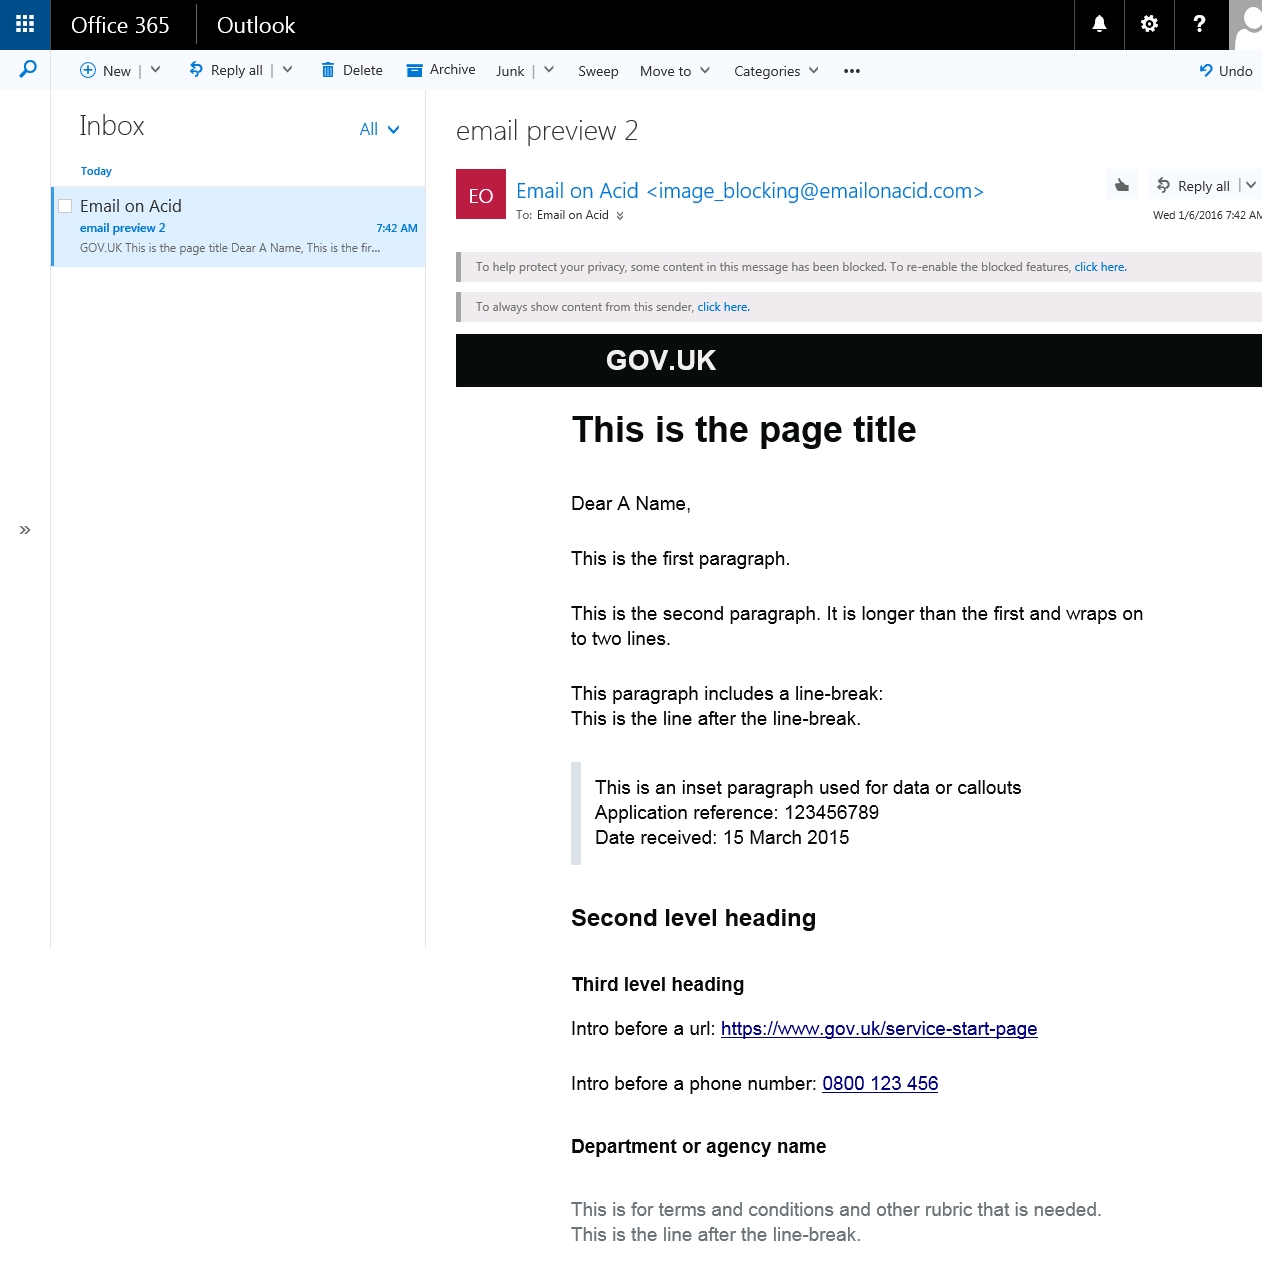 Office 365
Outlook
New
Reply all
Delete
Archive
Junk
Sweep
Move to
Categories
Undo
Inbox
All
Today
Email on Acid
email preview 2
7:42 AM
GOV.UK This is the page title Dear A Name, This is the fir...
email preview 2
EO
Email on Acid <image_blocking@emailonacid.com>
To: Email on Acid
Reply all
Wed 1/6/2016 7:42 AM
To help protect your privacy, some content in this message has been blocked. To re-enable the blocked features, click here.
To always show content from this sender, click here.
GOV.UK
This is the page title
Dear A Name,
This is the first paragraph.
This is the second paragraph. It is longer than the first and wraps on
to two lines.
This paragraph includes a line-break:
This is the line after the line-break.
This is an inset paragraph used for data or callouts
Application reference: 123456789
Date received: 15 March 2015
Second level heading
Third level heading
Intro before a url: https://www.gov.uk/service-start-page
Intro before a phone number: 0800 123 456
Department or agency name
This is for terms and conditions and other rubric that is needed.
This is the line after the line-break.